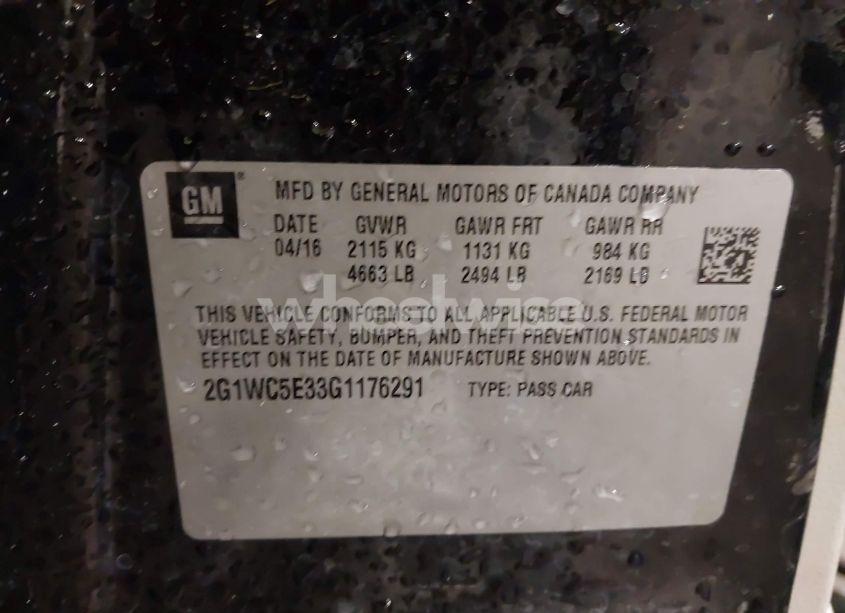 GM ® MFD BY GENERAL MOTORS OF CANADA COMPANY
DATE GVWR GAWR FRT GAWR RR
04/16 2115 KG 1131 KG 984 KG
4663 LB 2494 LB 2169 LB
THIS VEHICLE CONFORMS TO ALL APPLICABLE U.S. FEDERAL MOTOR
VEHICLE SAFETY, BUMPER, AND THEFT PREVENTION STANDARDS IN
EFFECT ON THE DATE OF MANUFACTURE SHOWN ABOVE.
2G1WC5E33G1176291 TYPE: PASS CAR